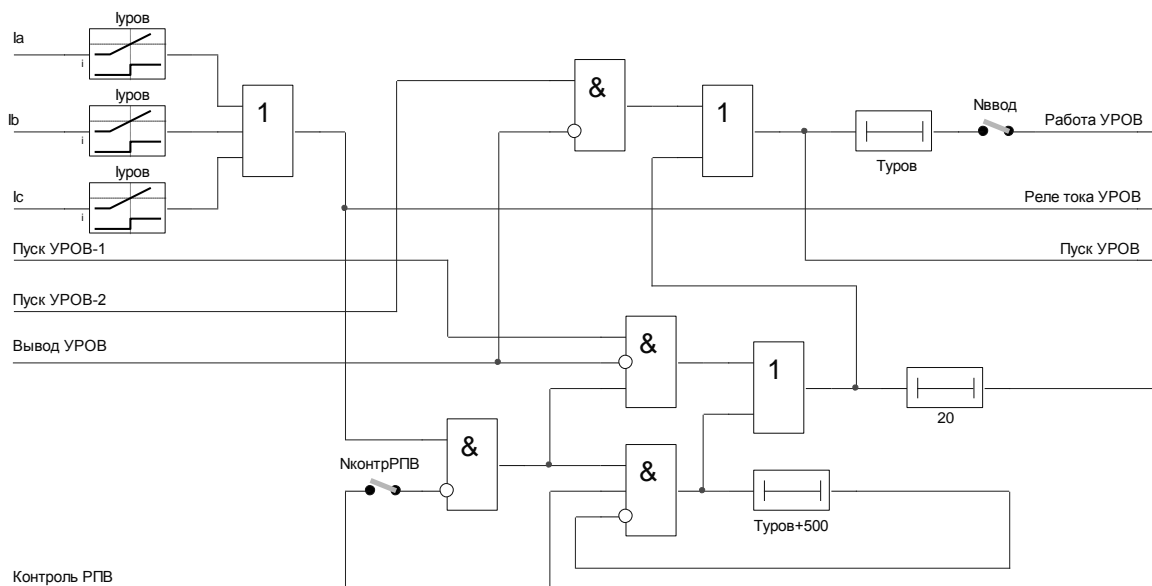 Iуров
Ia
i
Iуров
Ib
i
Iуров
Ic
i
1
&
1
Nввод
Работа УРОВ
Туров
Реле тока УРОВ
Пуск УРОВ-1
Пуск УРОВ
Пуск УРОВ-2
Вывод УРОВ
&
1
20
&
NконтрРПВ
&
Туров+500
Контроль РПВ